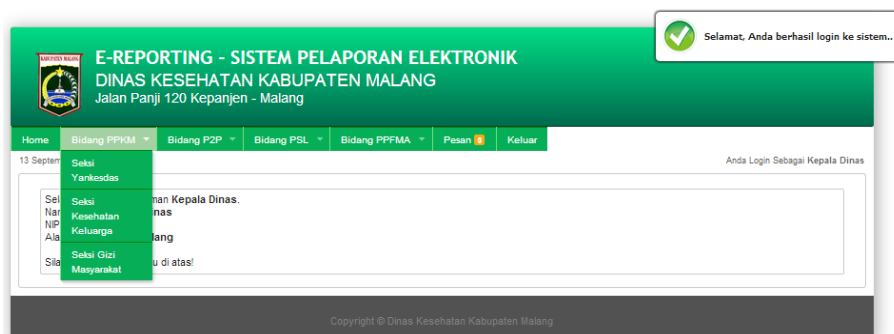 Selamat, Anda berhasil login ke sistem..
KABUPATEN MALANG
E-REPORTING - SISTEM PELAPORAN ELEKTRONIK
DINAS KESEHATAN KABUPATEN MALANG
Jalan Panji 120 Kepanjen - Malang
Home Bidang PPKM Bidang P2P Bidang PSL Bidang PPFMA Pesan 0 Keluar
13 Septem Anda Login Sebagai Kepala Dinas
Seksi
Yankesdas
Seksi
Kesehatan
Keluarga
Seksi Gizi
Masyarakat
Sel man Kepala Dinas.
Nar inas
NIP
Ala lang
Sila u di atas!
Copyright © Dinas Kesehatan Kabupaten Malang